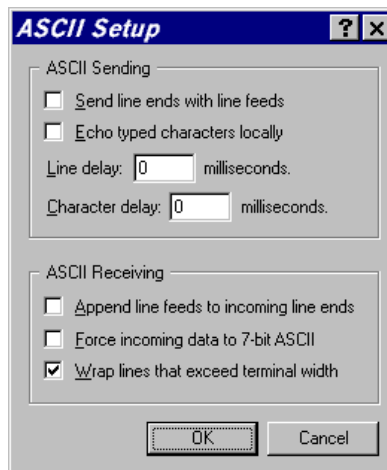 ASCII Setup
ASCII Sending
Send line ends with line feeds
Echo typed characters locally
Line delay: 0 milliseconds.
Character delay: 0 milliseconds.
ASCII Receiving
Append line feeds to incoming line ends
Force incoming data to 7-bit ASCII
Wrap lines that exceed terminal width
OK Cancel